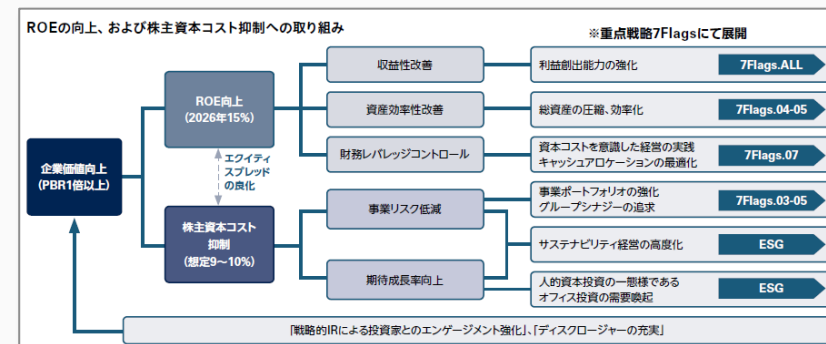 ROEの向上、および株主資本コスト抑制への取り組み
※重点戦略7Flagsにて展開
企業価値向上
(PBR1倍以上)
ROE向上
(2026年15%)
エクイティ
スプレッド
の良化
株主資本コスト
抑制
(想定9～10%)
収益性改善
資産効率性改善
財務レバレッジコントロール
事業リスク低減
期待成長率向上
利益創出能力の強化
7Flags.ALL
総資産の圧縮、効率化
7Flags.04-05
資本コストを意識した経営の実践
キャッシュアロケーションの最適化
7Flags.07
事業ポートフォリオの強化
グループシナジーの追求
7Flags.03-05
サステナビリティ経営の高度化
ESG
人的資本投資の一態様である
オフィス投資の需要喚起
ESG
「戦略的IRによる投資家とのエンゲージメント強化」、「ディスクロージャーの充実」